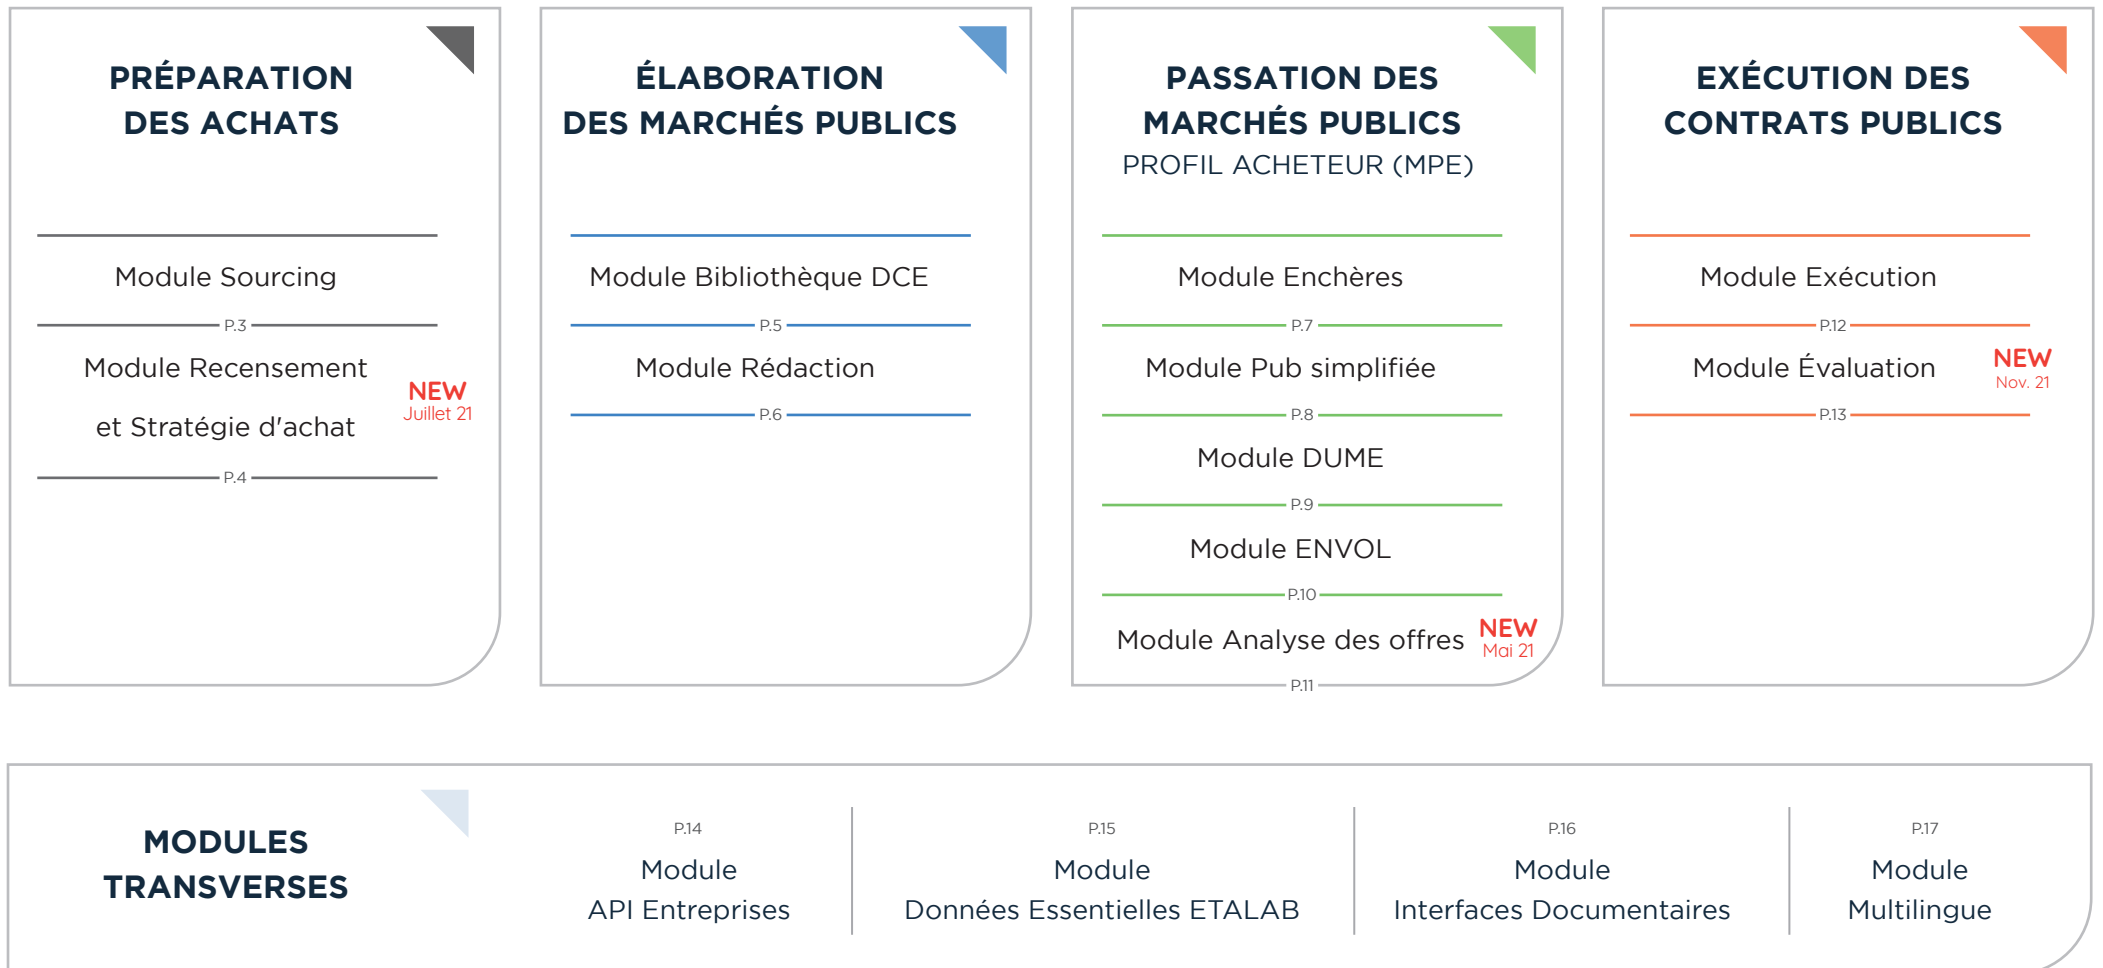 PRÉPARATION
DES ACHATS
Module Sourcing
P.3
Module Recensement
et Stratégie d'achat
NEW
Juillet 21
P.4
ÉLABORATION
DES MARCHÉS PUBLICS
Module Bibliothèque DCE
P.5
Module Rédaction
P.6
PASSATION DES
MARCHÉS PUBLICS
PROFIL ACHETEUR (MPE)
Module Enchères
P.7
Module Pub simplifiée
P.8
Module DUME
P.9
Module ENVOL
P.10
Module Analyse des offres
NEW
Mai 21
P.11
EXÉCUTION DES
CONTRATS PUBLICS
Module Exécution
P.12
Module Évaluation
NEW
Nov. 21
P.13
MODULES
TRANSVERSES
P.14
Module
API Entreprises
P.15
Module
Données Essentielles ETALAB
P.16
Module
Interfaces Documentaires
P.17
Module
Multilingue